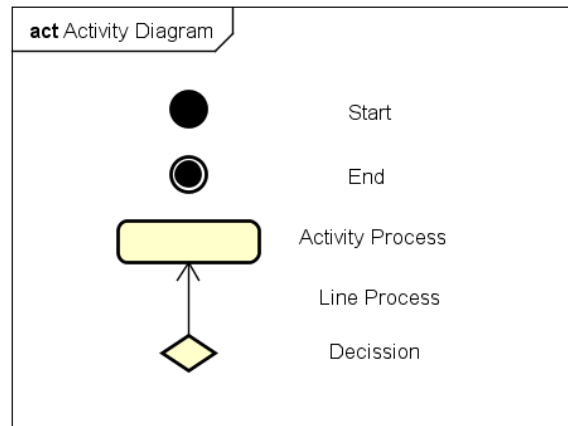 act Activity Diagram
Start
End
Activity Process
Line Process
Decission